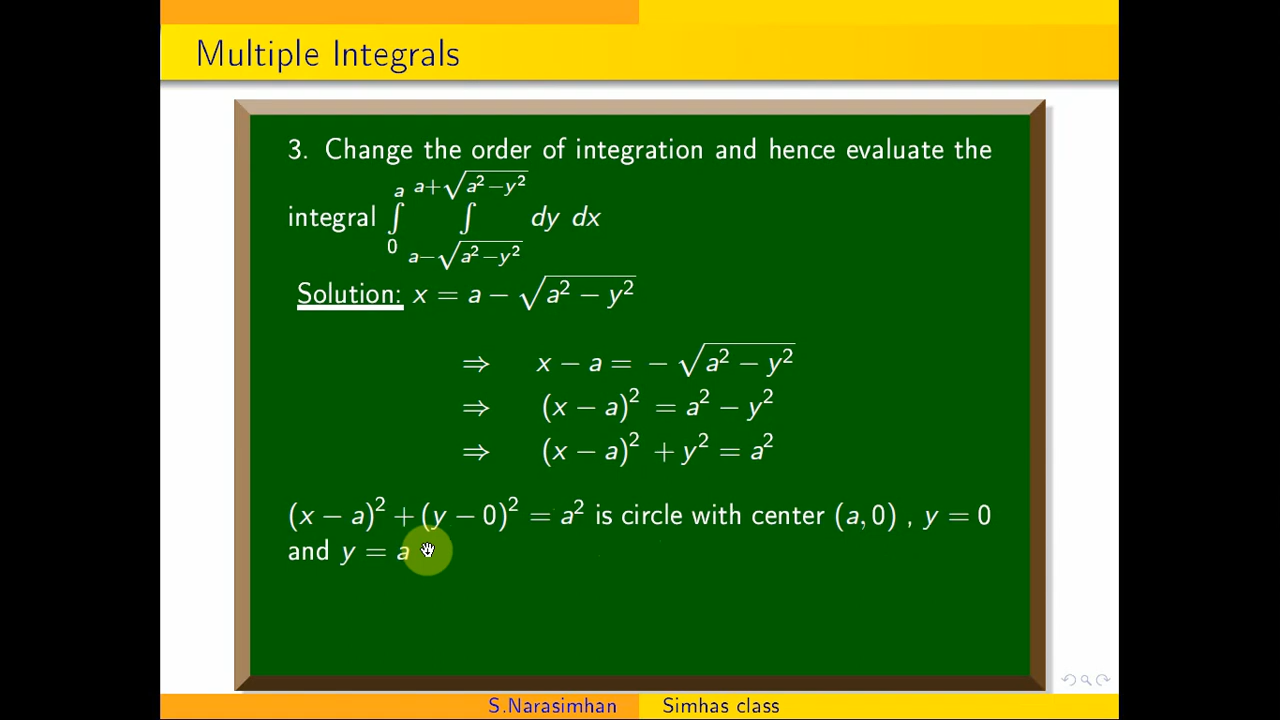 Multiple Integrals
3. Change the order of integration and hence evaluate the
integral ∫₀ᵃ ∫_{a−√(a²−y²)}^{a+√(a²−y²)} dy dx
Solution: x = a − √(a² − y²)
⇒ x − a = − √(a² − y²)
⇒ (x − a)² = a² − y²
⇒ (x − a)² + y² = a²
(x − a)² + (y − 0)² = a² is circle with center (a, 0) , y = 0
and y = a
S.Narasimhan Simhas class